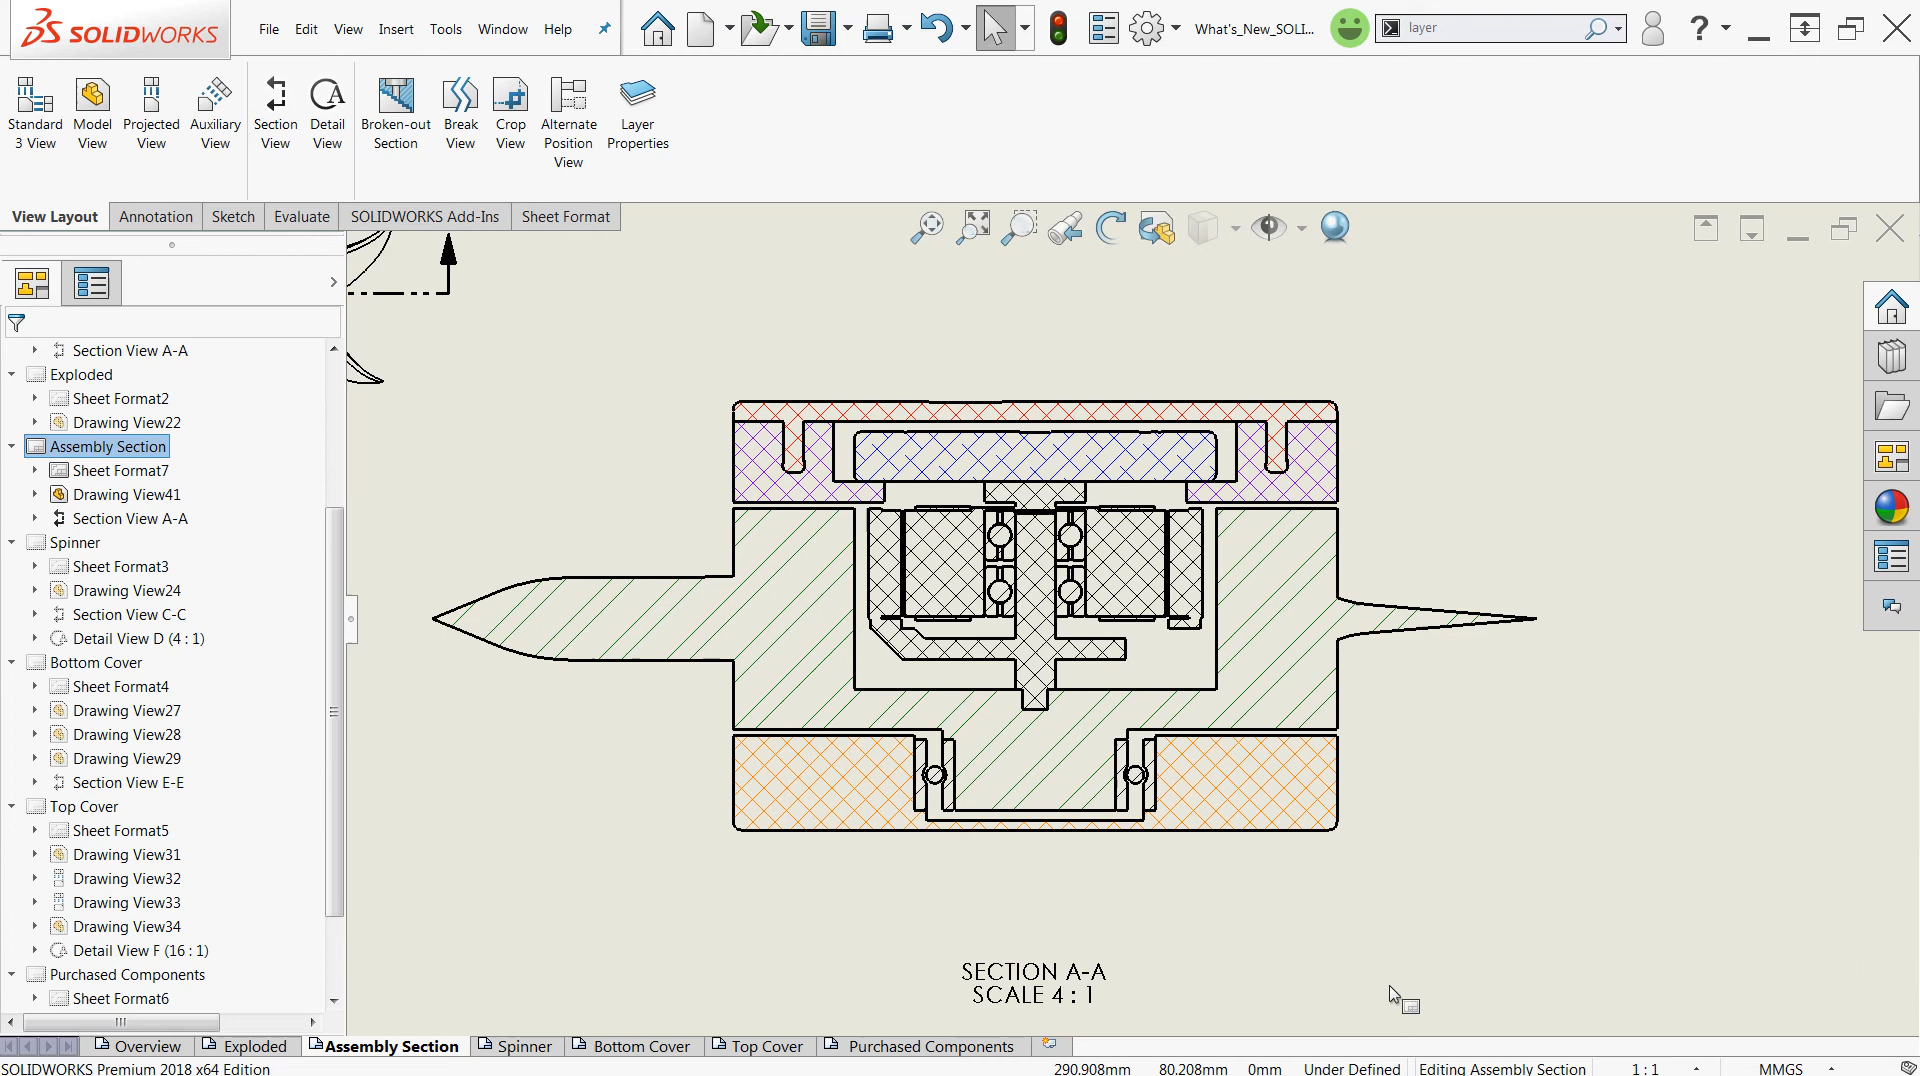 SOLIDWORKS
File Edit View Insert Tools Window Help
What's_New_SOLI...
layer
?
Standard 3 View
Model View
Projected View
Auxiliary View
Section View
Detail View
Broken-out Section
Break View
Crop View
Alternate Position View
Layer Properties
View Layout Annotation Sketch Evaluate SOLIDWORKS Add-Ins Sheet Format
Section View A-A
Exploded
Sheet Format2
Drawing View22
Assembly Section
Sheet Format7
Drawing View41
Section View A-A
Spinner
Sheet Format3
Drawing View24
Section View C-C
Detail View D (4 : 1)
Bottom Cover
Sheet Format4
Drawing View27
Drawing View28
Drawing View29
Section View E-E
Top Cover
Sheet Format5
Drawing View31
Drawing View32
Drawing View33
Drawing View34
Detail View F (16 : 1)
Purchased Components
Sheet Format6
SECTION A-A
SCALE 4 : 1
Overview Exploded Assembly Section Spinner Bottom Cover Top Cover Purchased Components
SOLIDWORKS Premium 2018 x64 Edition 290.908mm 80.208mm 0mm Under Defined Editing Assembly Section 1 : 1 MMGS